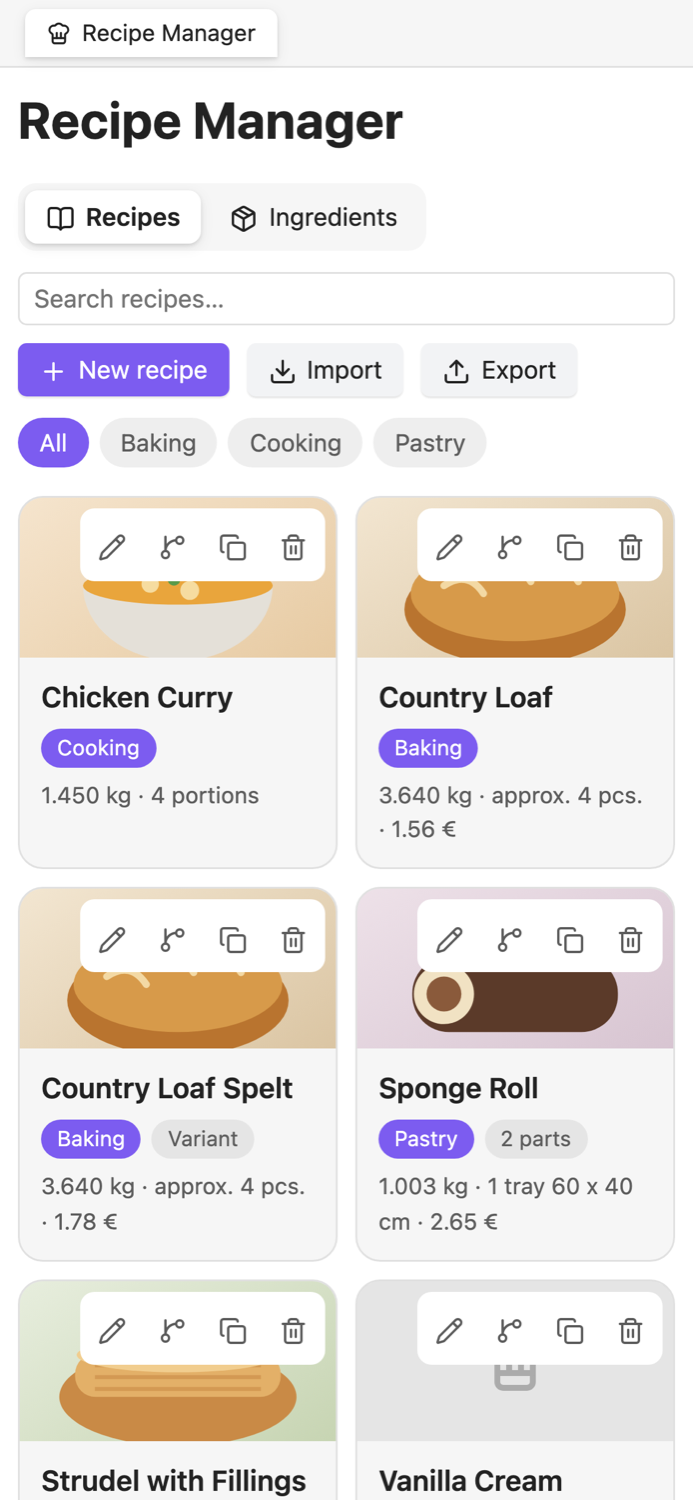 Recipe Manager
Recipe Manager
Recipes
Ingredients
Search recipes...
New recipe
Import
Export
All
Baking
Cooking
Pastry
Chicken Curry
Cooking
1.450 kg · 4 portions
Country Loaf
Baking
3.640 kg · approx. 4 pcs.
· 1.56 €
Country Loaf Spelt
Baking
Variant
3.640 kg · approx. 4 pcs.
· 1.78 €
Sponge Roll
Pastry
2 parts
1.003 kg · 1 tray 60 x 40
cm · 2.65 €
Strudel with Fillings
Vanilla Cream